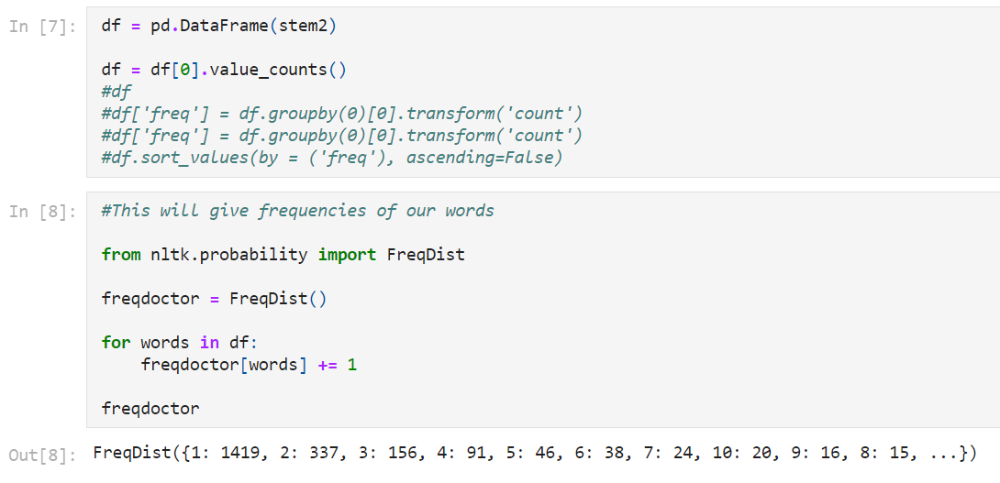 In [7]:
df = pd.DataFrame(stem2)
df = df[0].value_counts()
#df
#df['freq'] = df.groupby(0)[0].transform('count')
#df['freq'] = df.groupby(0)[0].transform('count')
#df.sort_values(by = ('freq'), ascending=False)
In [8]:
#This will give frequencies of our words
from nltk.probability import FreqDist
freqdoctor = FreqDist()
for words in df:
    freqdoctor[words] += 1
freqdoctor
Out[8]:
FreqDist({1: 1419, 2: 337, 3: 156, 4: 91, 5: 46, 6: 38, 7: 24, 10: 20, 9: 16, 8: 15, ...})